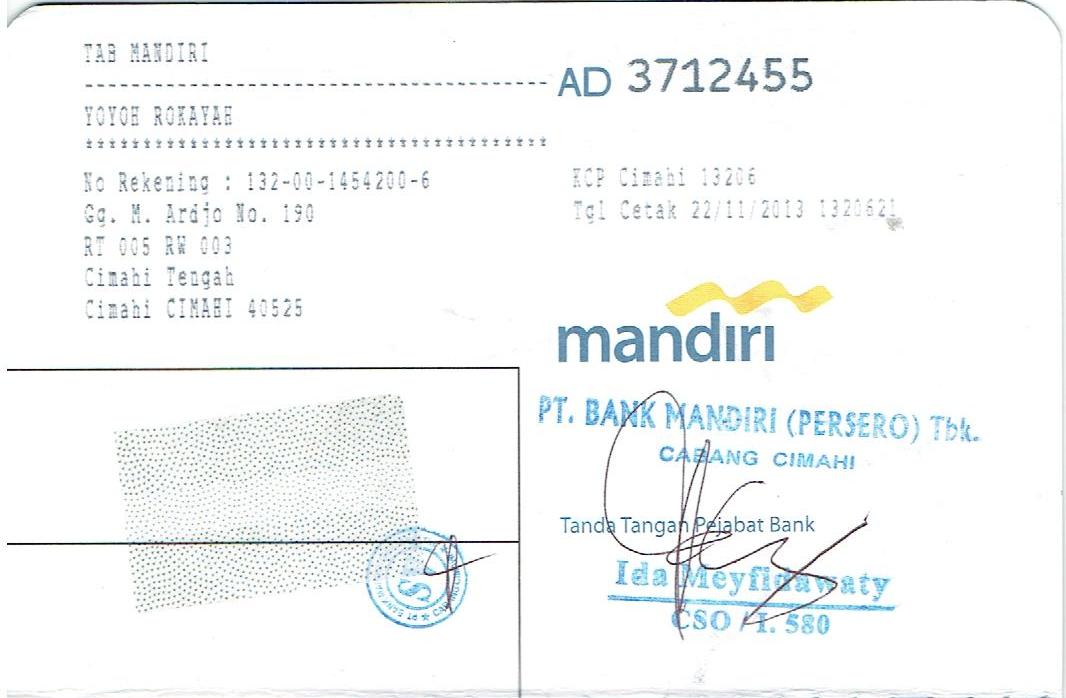 TAB MANDIRI
----------------------------------------
YOYOH ROKAYAH
****************************************
No Rekening : 132-00-1454200-6
Gg. M. Ardjo No. 190
RT 005 RW 003
Cimahi Tengah
Cimahi CIMAHI 40525
AD 3712455
KCP Cimahi 13206
Tgl Cetak 22/11/2013 1320621
mandiri
PT. BANK MANDIRI (PERSERO) Tbk.
CABANG CIMAHI
Tanda Tangan Pejabat Bank
Ida Meyfidawaty
CSO / I. 580